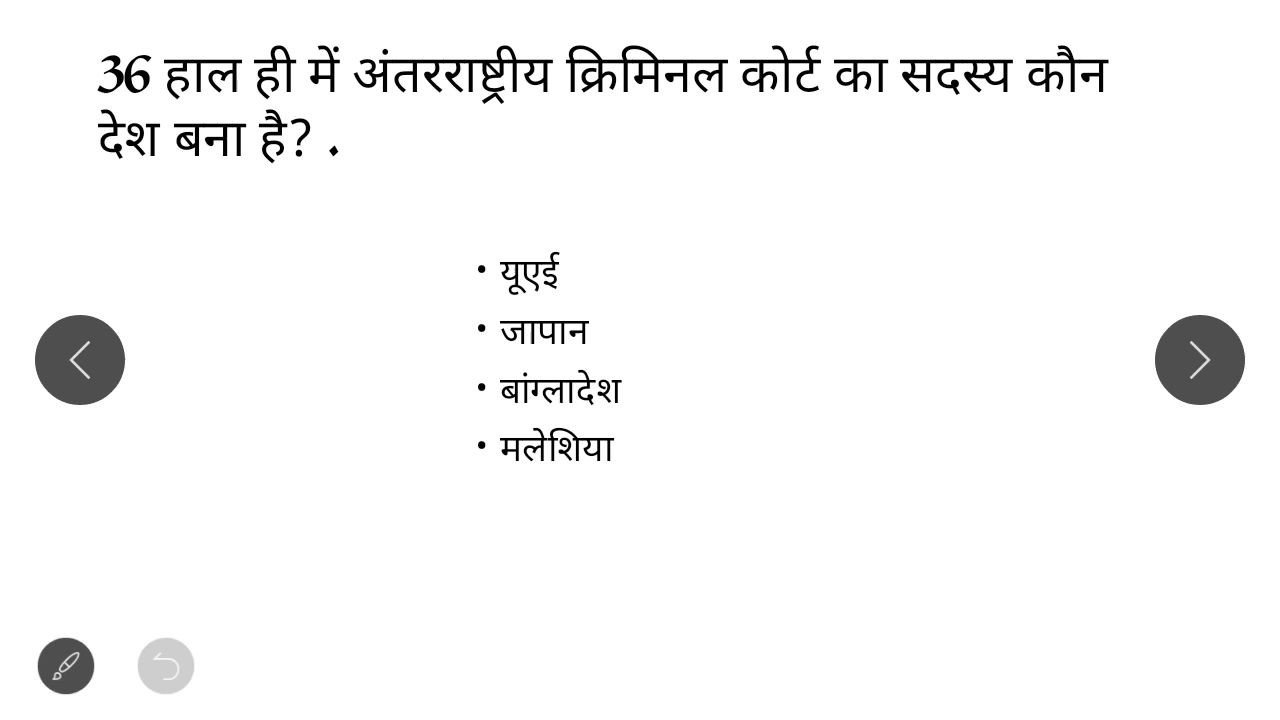 36 हाल ही में अंतरराष्ट्रीय क्रिमिनल कोर्ट का सदस्य कौन
देश बना है? .
• यूएई
• जापान
• बांग्लादेश
• मलेशिया